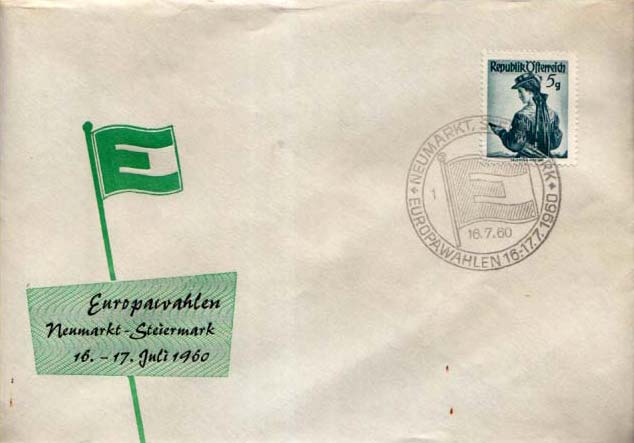 Republik Österreich
5g
E
NEUMARKT, S
RK
E
1
16.7.60
EUROPAWAHLEN 16.-17.7.1960
Europawahlen
Neumarkt-Steiermark
16. - 17. Juli 1960